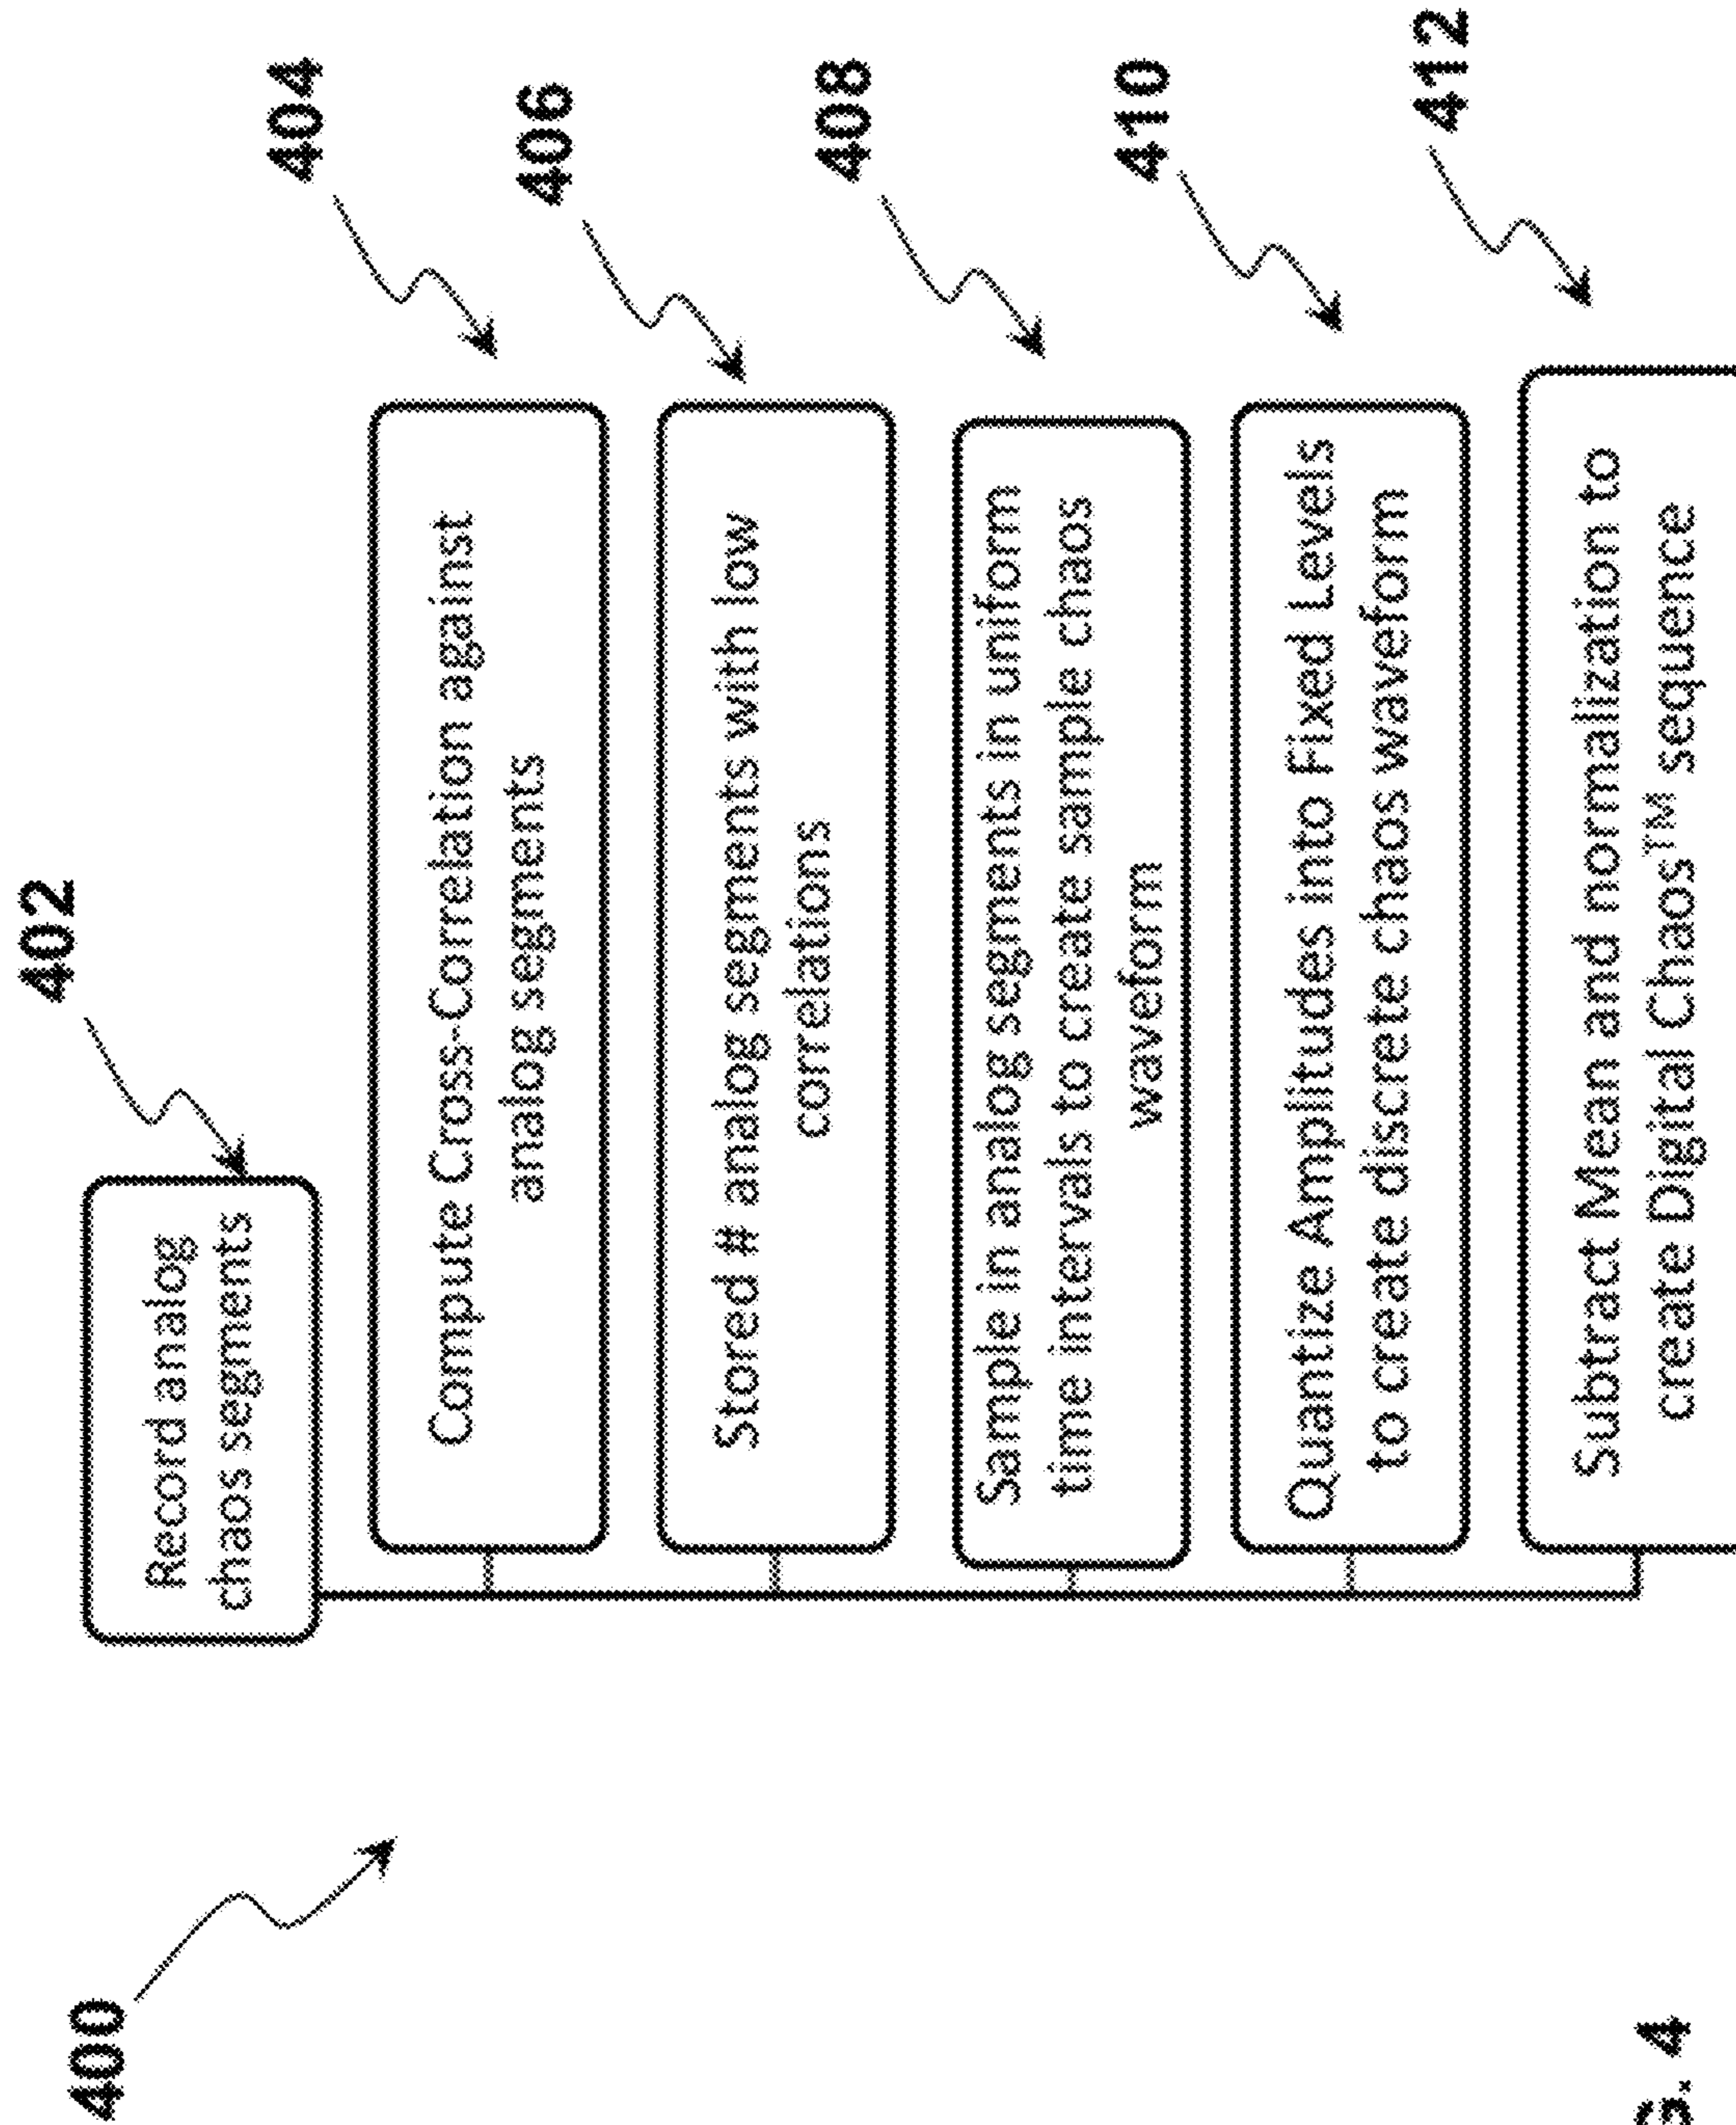 400
402
Record analog
chaos segments
404
Compute Cross-Correlation against
analog segments
406
Stored # analog segments with low
correlations
408
Sample in analog segments in uniform
time intervals to create sample chaos
waveform
410
Quantize Amplitudes into Fixed Levels
to create discrete chaos waveform
412
Subtract Mean and normalization to
create Digital Chaos™ sequence
G. 4